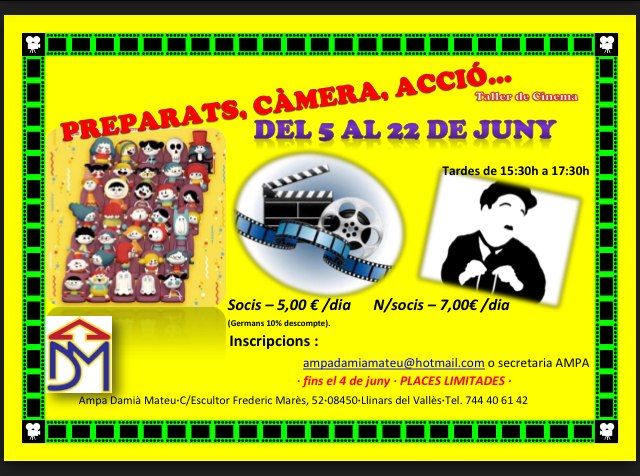 PREPARATS, CÀMERA, ACCIÓ...
Taller de Cinema
DEL 5 AL 22 DE JUNY
Tardes de 15:30h a 17:30h
Socis – 5,00 € /dia N/socis – 7,00€ /dia
(Germans 10% descompte).
Inscripcions :
ampadamiamateu@hotmail.com o secretaria AMPA
· fins el 4 de juny · PLACES LIMITADES ·
Ampa Damià Mateu·C/Escultor Frederic Marès, 52·08450·Llinars del Vallès·Tel. 744 40 61 42
DM